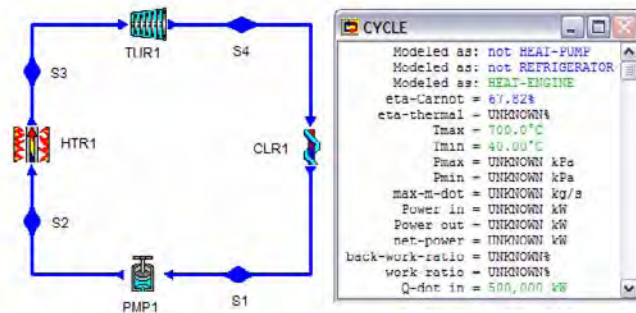 TUR1
S4
S3
HTR1
CLR1
S2
PMP1
S1
CYCLE
Modeled as: not HEAT-PUMP
Modeled as: not REFRIGERATOR
Modeled as: HEAT-ENGINE
eta-Carnot = 67.82%
eta-thermal = UNKNOWN%
Tmax = 700.0°C
Tmin = 40.00°C
Pmax = UNKNOWN kPa
Pmin = UNKNOWN kPa
max-m-dot = UNKNOWN kg/s
Power in = UNKNOWN kW
Power out = UNKNOWN kW
net-power = UNKNOWN kW
back-work-ratio = UNKNOWN%
work-ratio = UNKNOWN%
Q-dot in = 500,000 kW